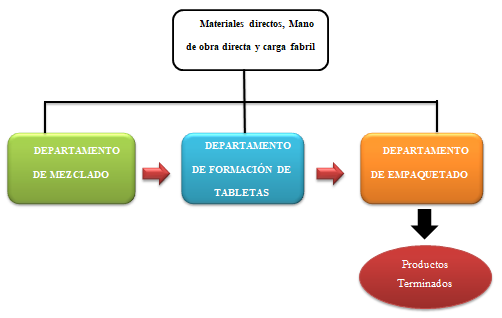 Materiales directos, Mano
de obra directa y carga fabril
DEPARTAMENTO
DE MEZCLADO
DEPARTAMENTO
DE FORMACIÓN DE
TABLETAS
DEPARTAMENTO
DE EMPAQUETADO
Productos
Terminados